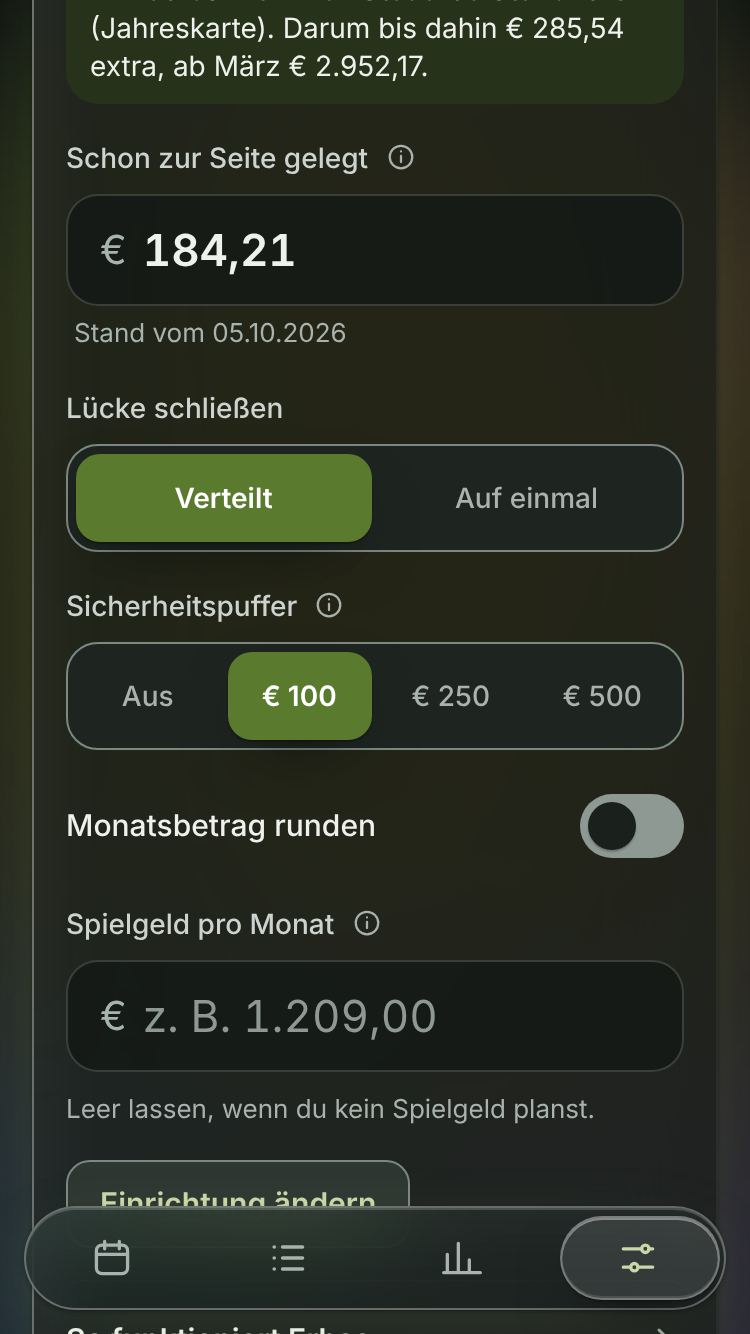 (Jahreskarte). Darum bis dahin € 285,54
extra, ab März € 2.952,17.
Schon zur Seite gelegt
€ 184,21
Stand vom 05.10.2026
Lücke schließen
Verteilt Auf einmal
Sicherheitspuffer
Aus € 100 € 250 € 500
Monatsbetrag runden
Spielgeld pro Monat
€ z. B. 1.209,00
Leer lassen, wenn du kein Spielgeld planst.
Einrichtung ändern
So funktioniert